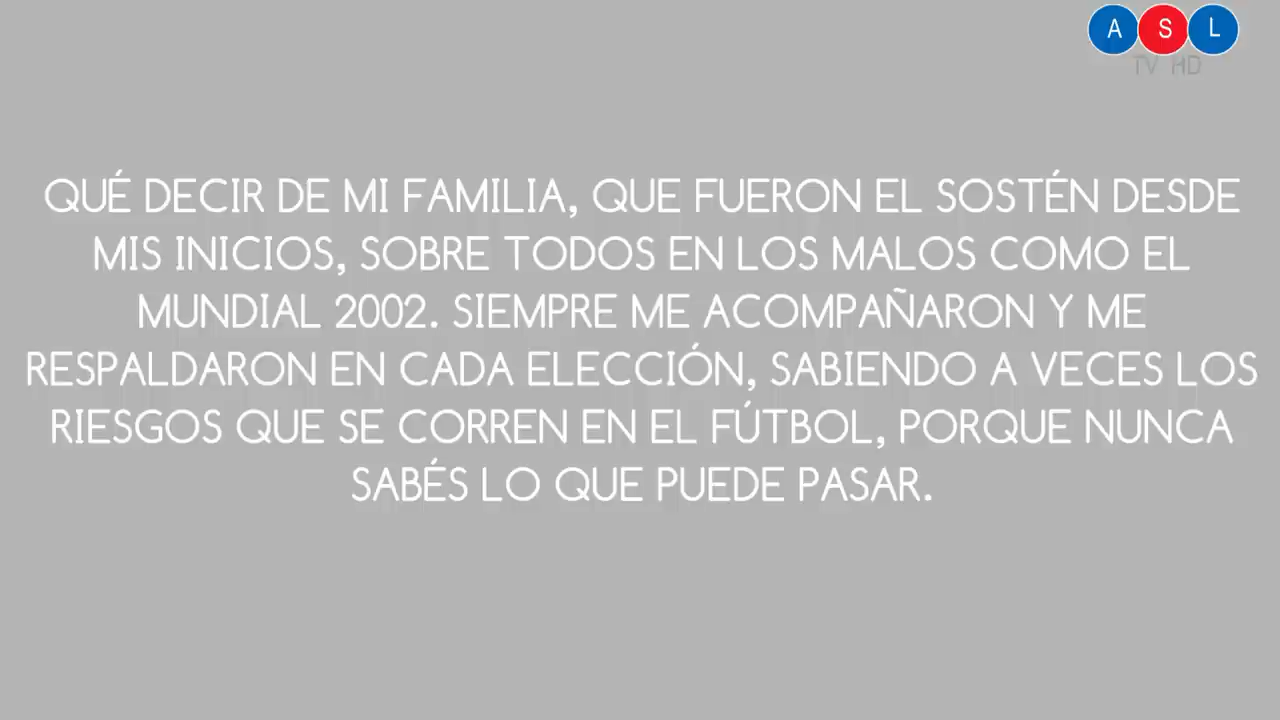 A S L
TV HD
QUÉ DECIR DE MI FAMILIA, QUE FUERON EL SOSTÉN DESDE
MIS INICIOS, SOBRE TODOS EN LOS MALOS COMO EL
MUNDIAL 2002. SIEMPRE ME ACOMPAÑARON Y ME
RESPALDARON EN CADA ELECCIÓN, SABIENDO A VECES LOS
RIESGOS QUE SE CORREN EN EL FÚTBOL, PORQUE NUNCA
SABÉS LO QUE PUEDE PASAR.